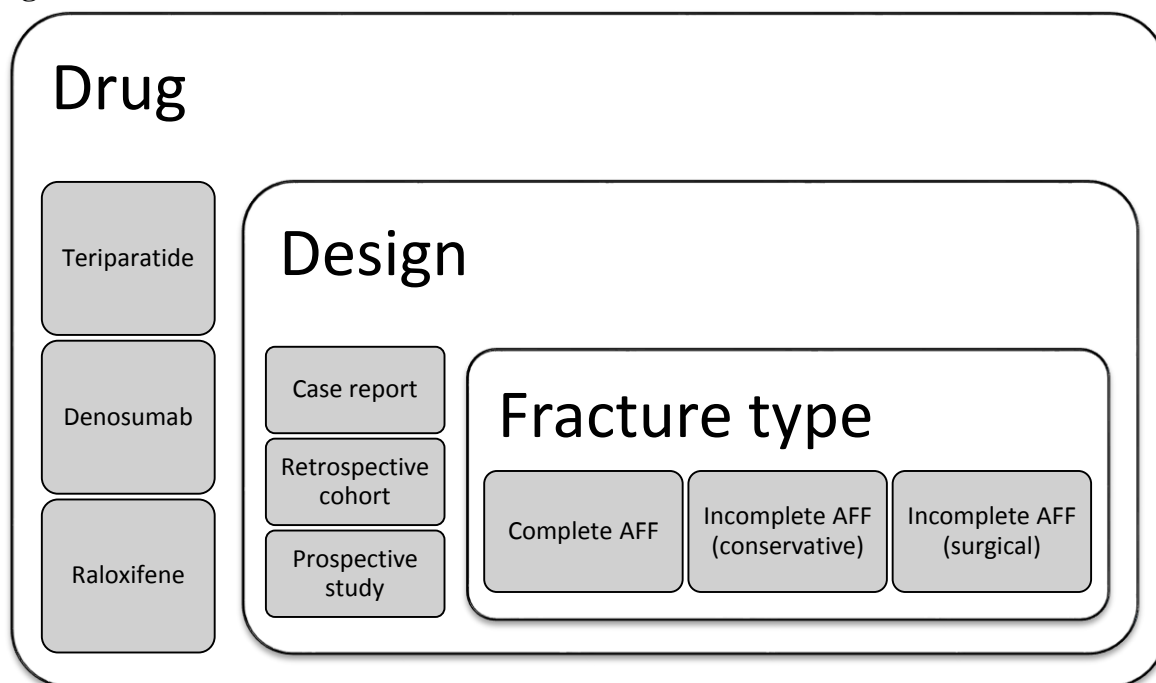 Drug
Teriparatide
Denosumab
Raloxifene
Design
Case report
Retrospective
cohort
Prospective
study
Fracture type
Complete AFF
Incomplete AFF
(conservative)
Incomplete AFF
(surgical)